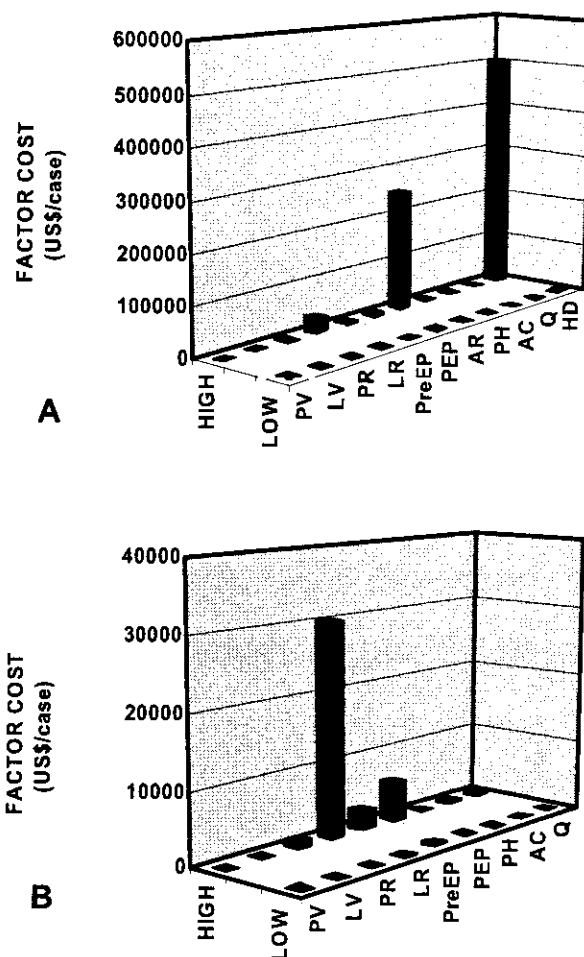 600000
500000
400000
300000
200000
100000
0
FACTOR COST
(US$/case)
HIGH
LOW
PV
LV
PR
LR
PreEP
PEP
AR
PH
AC
Q
HD
A
40000
30000
20000
10000
0
FACTOR COST
(US$/case)
HIGH
LOW
PV
LV
PR
LR
PreEP
PEP
PH
AC
Q
B